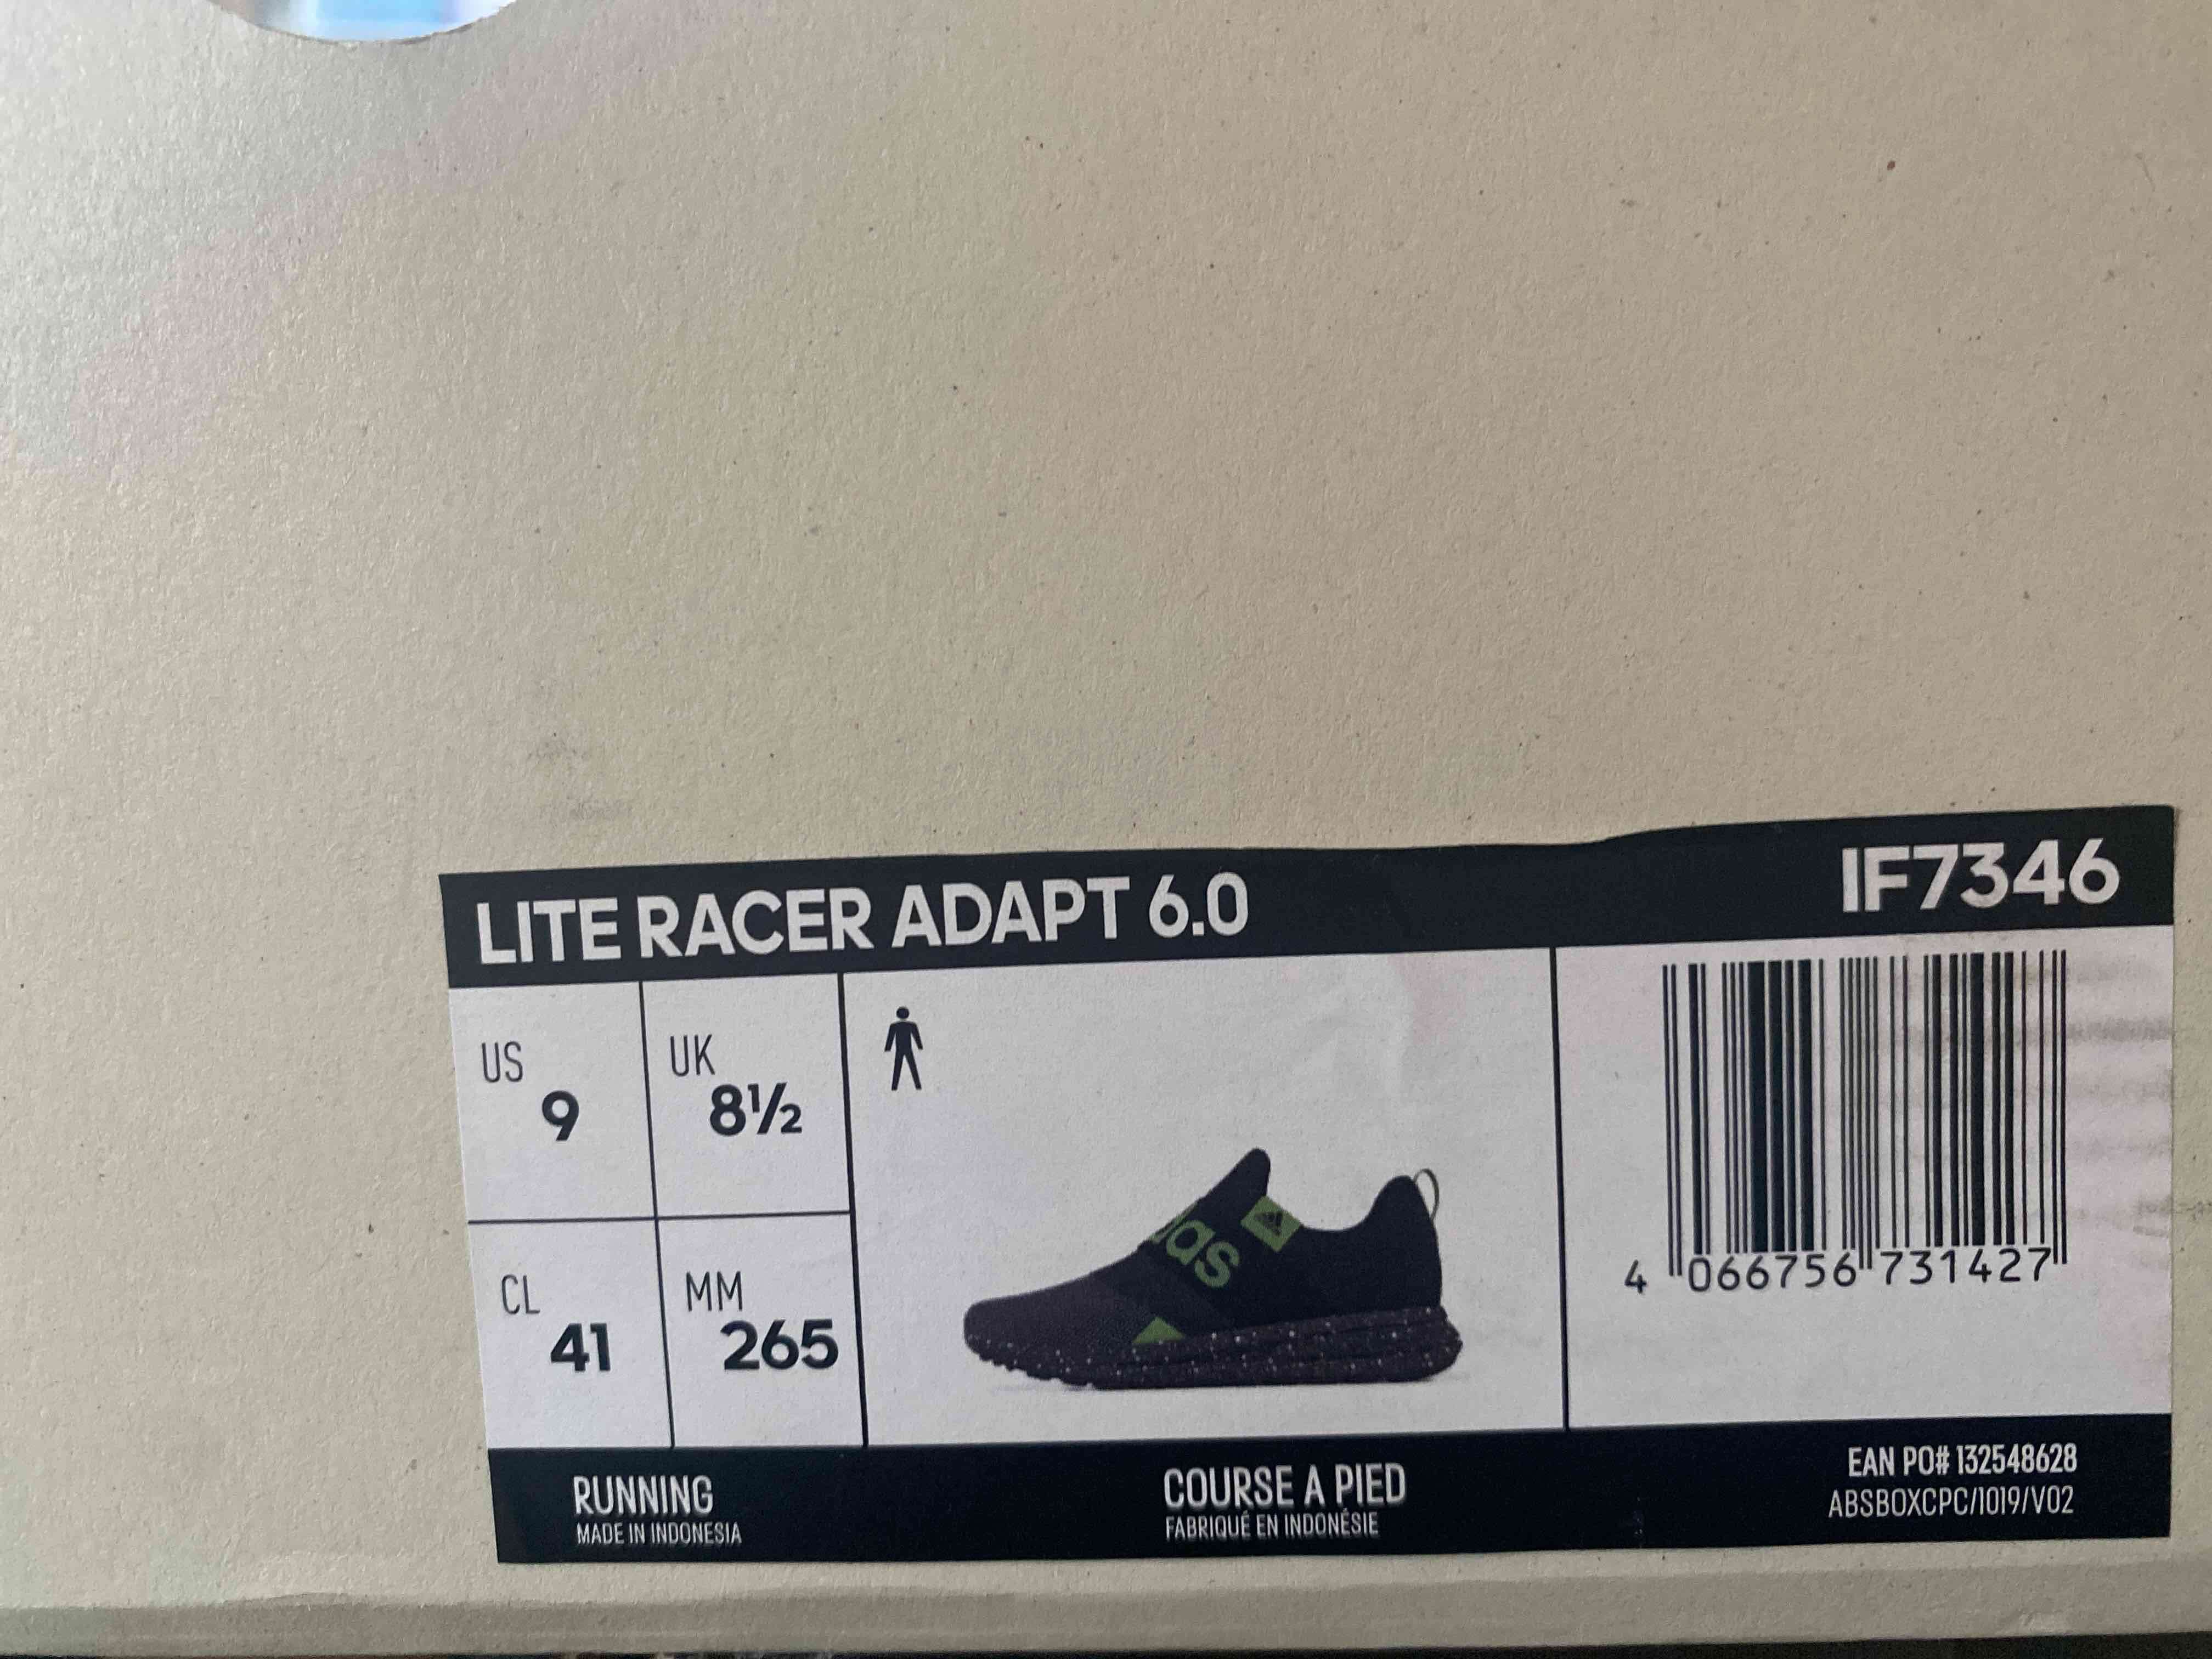 LITE RACER ADAPT 6.0
IF7346
US 9
UK 8½
CL 41
MM 265
das
4 066756 731427
RUNNING
MADE IN INDONESIA
COURSE A PIED
FABRIQUÉ EN INDONÉSIE
EAN PO# 132548628
ABSBOXCPC/1019/V02